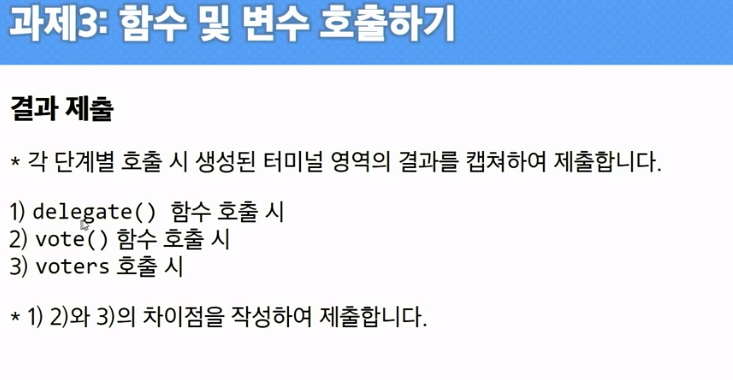 과제3: 함수 및 변수 호출하기
결과 제출
* 각 단계별 호출 시 생성된 터미널 영역의 결과를 캡쳐하여 제출합니다.
1) delegate() 함수 호출 시
2) vote() 함수 호출 시
3) voters 호출 시
* 1) 2)와 3)의 차이점을 작성하여 제출합니다.